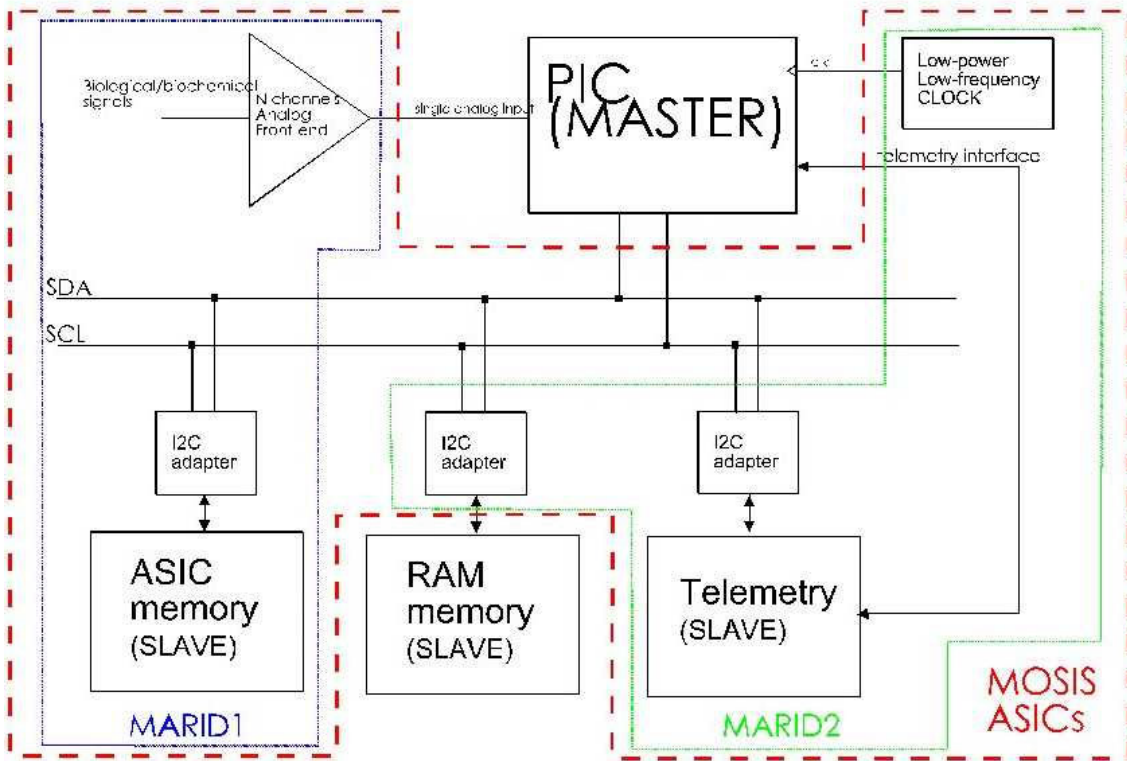 Biological/biochemical
signals
N channels
Analog
Front end
single analog input
PIC
(MASTER)
clk
Low-power
Low-frequency
CLOCK
Telemetry interface
SDA
SCL
I2C
adapter
I2C
adapter
I2C
adapter
ASIC
memory
(SLAVE)
RAM
memory
(SLAVE)
Telemetry
(SLAVE)
MARID1
MARID2
MOSIS
ASICs